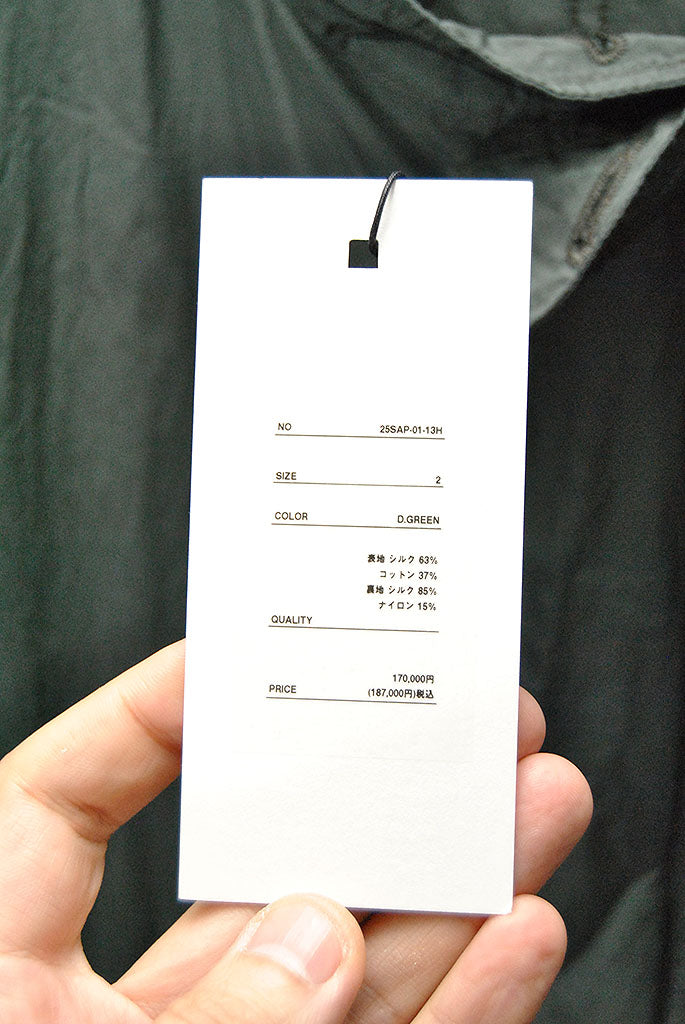 NO 25SAP-01-13H
SIZE 2
COLOR D.GREEN
表地 シルク 63%
コットン 37%
裏地 シルク 85%
ナイロン 15%
QUALITY
170,000円
PRICE (187,000円)税込